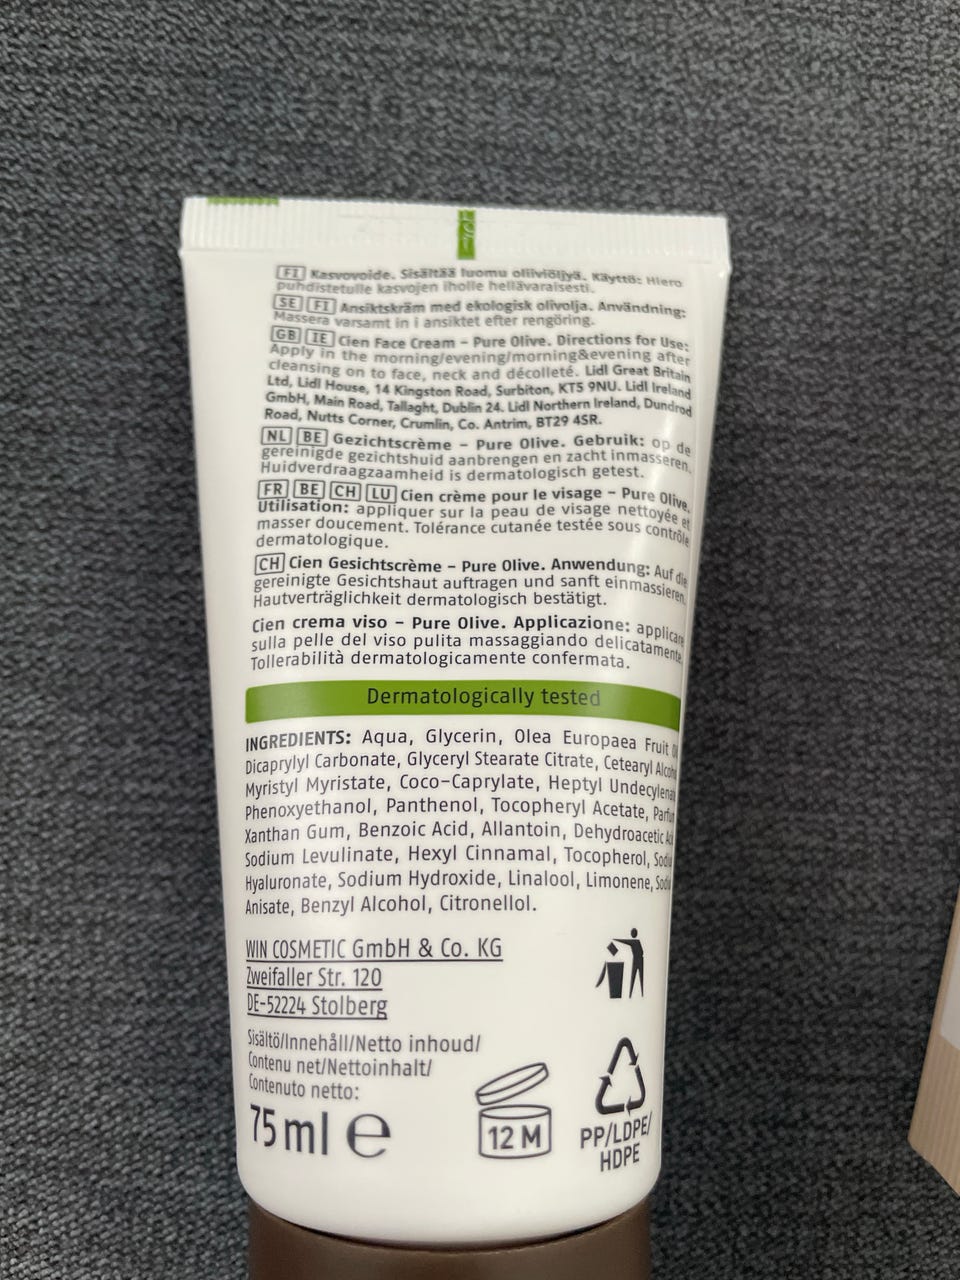 LOT
FI Kasvovoide. Sisältää luomu oliiviöljyä. Käyttö: Hiero
puhdistetulle kasvojen iholle hellävaraisesti.
SE FI Ansiktskräm med ekologisk olivolja. Användning:
Massera varsamt in i ansiktet efter rengöring.
GB IE Cien Face Cream – Pure Olive. Directions for Use:
Apply in the morning/evening/morning&evening after
cleansing on to face, neck and décolleté. Lidl Great Britain
Ltd, Lidl House, 14 Kingston Road, Surbiton, KT5 9NU. Lidl Ireland
GmbH, Main Road, Tallaght, Dublin 24. Lidl Northern Ireland, Dundrod
Road, Nutts Corner, Crumlin, Co. Antrim, BT29 4SR.
NL BE Gezichtscrème – Pure Olive. Gebruik: op de
gereinigde gezichtshuid aanbrengen en zacht inmasseren.
Huidverdraagzaamheid is dermatologisch getest.
FR BE CH LU Cien crème pour le visage – Pure Olive.
Utilisation: appliquer sur la peau de visage nettoyée et
masser doucement. Tolérance cutanée testée sous contrôle
dermatologique.
CH Cien Gesichtscrème – Pure Olive. Anwendung: Auf die
gereinigte Gesichtshaut auftragen und sanft einmassieren.
Hautverträglichkeit dermatologisch bestätigt.
Cien crema viso – Pure Olive. Applicazione: applicare
sulla pelle del viso pulita massaggiando delicatamente.
Tollerabilità dermatologicamente confermata.
Dermatologically tested
INGREDIENTS: Aqua, Glycerin, Olea Europaea Fruit
Dicaprylyl Carbonate, Glyceryl Stearate Citrate, Cetearyl
Myristyl Myristate, Coco-Caprylate, Heptyl
Phenoxyethanol, Panthenol, Tocopheryl Acetate,
Xanthan Gum, Benzoic Acid, Allantoin, Dehydroacetic
Sodium Levulinate, Hexyl Cinnamal, Tocopherol,
Hyaluronate, Sodium Hydroxide, Linalool, Limonene,
Anisate, Benzyl Alcohol, Citronellol.
WIN COSMETIC GmbH & Co. KG
Zweifaller Str. 120
DE-52224 Stolberg
Sisältö/Innehåll/Netto inhoud/
Contenu net/Nettoinhalt/
Contenuto netto:
75 ml e
12 M
PP/LDPE/
HDPE